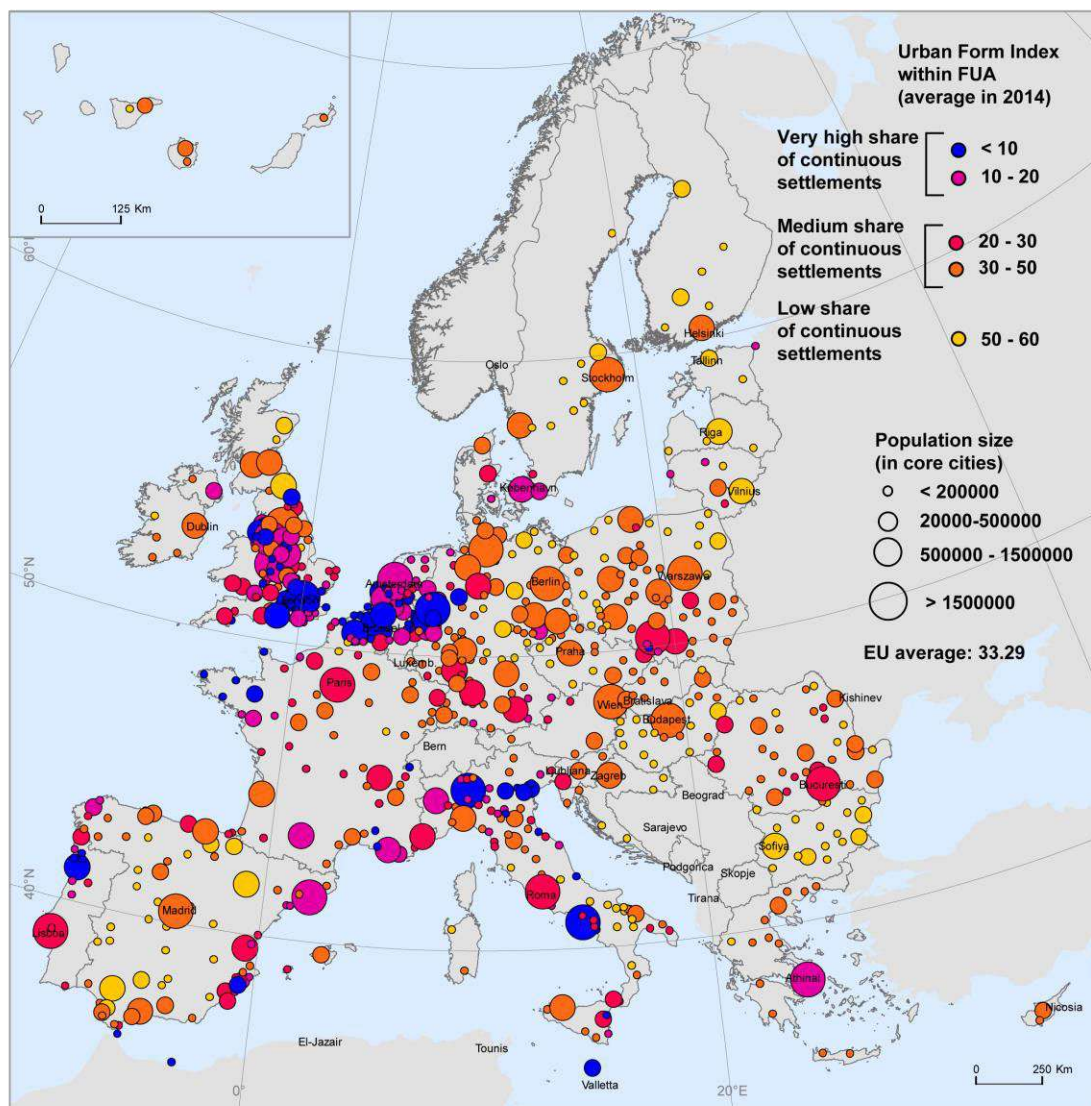 Urban Form Index
within FUA
(average in 2014)
Very high share
of continuous
settlements
< 10
10 - 20
Medium share
of continuous
settlements
20 - 30
30 - 50
Low share
of continuous
settlements
50 - 60
0
125 Km
60°
Helsinki
Tallinn
Oslo
Stockholm
Riga
Population size
(in core cities)
< 200000
20000-500000
500000 - 1500000
> 1500000
EU average: 33.29
København
Vilnius
Dublin
50°N
Amsterdam
Berlin
Warszawa
Luxemb
Praha
Paris
Wien
Bratislava
Budapest
Kishinev
Bern
Ljubljana
Zagreb
Beograd
Bucuresti
Sarajevo
Sofiya
Podgorica
Skopje
Tirana
40°N
Madrid
Roma
Lisboa
Athinai
Nicosia
El-Jazair
Tounis
Valletta
0°
20°E
0
250 Km